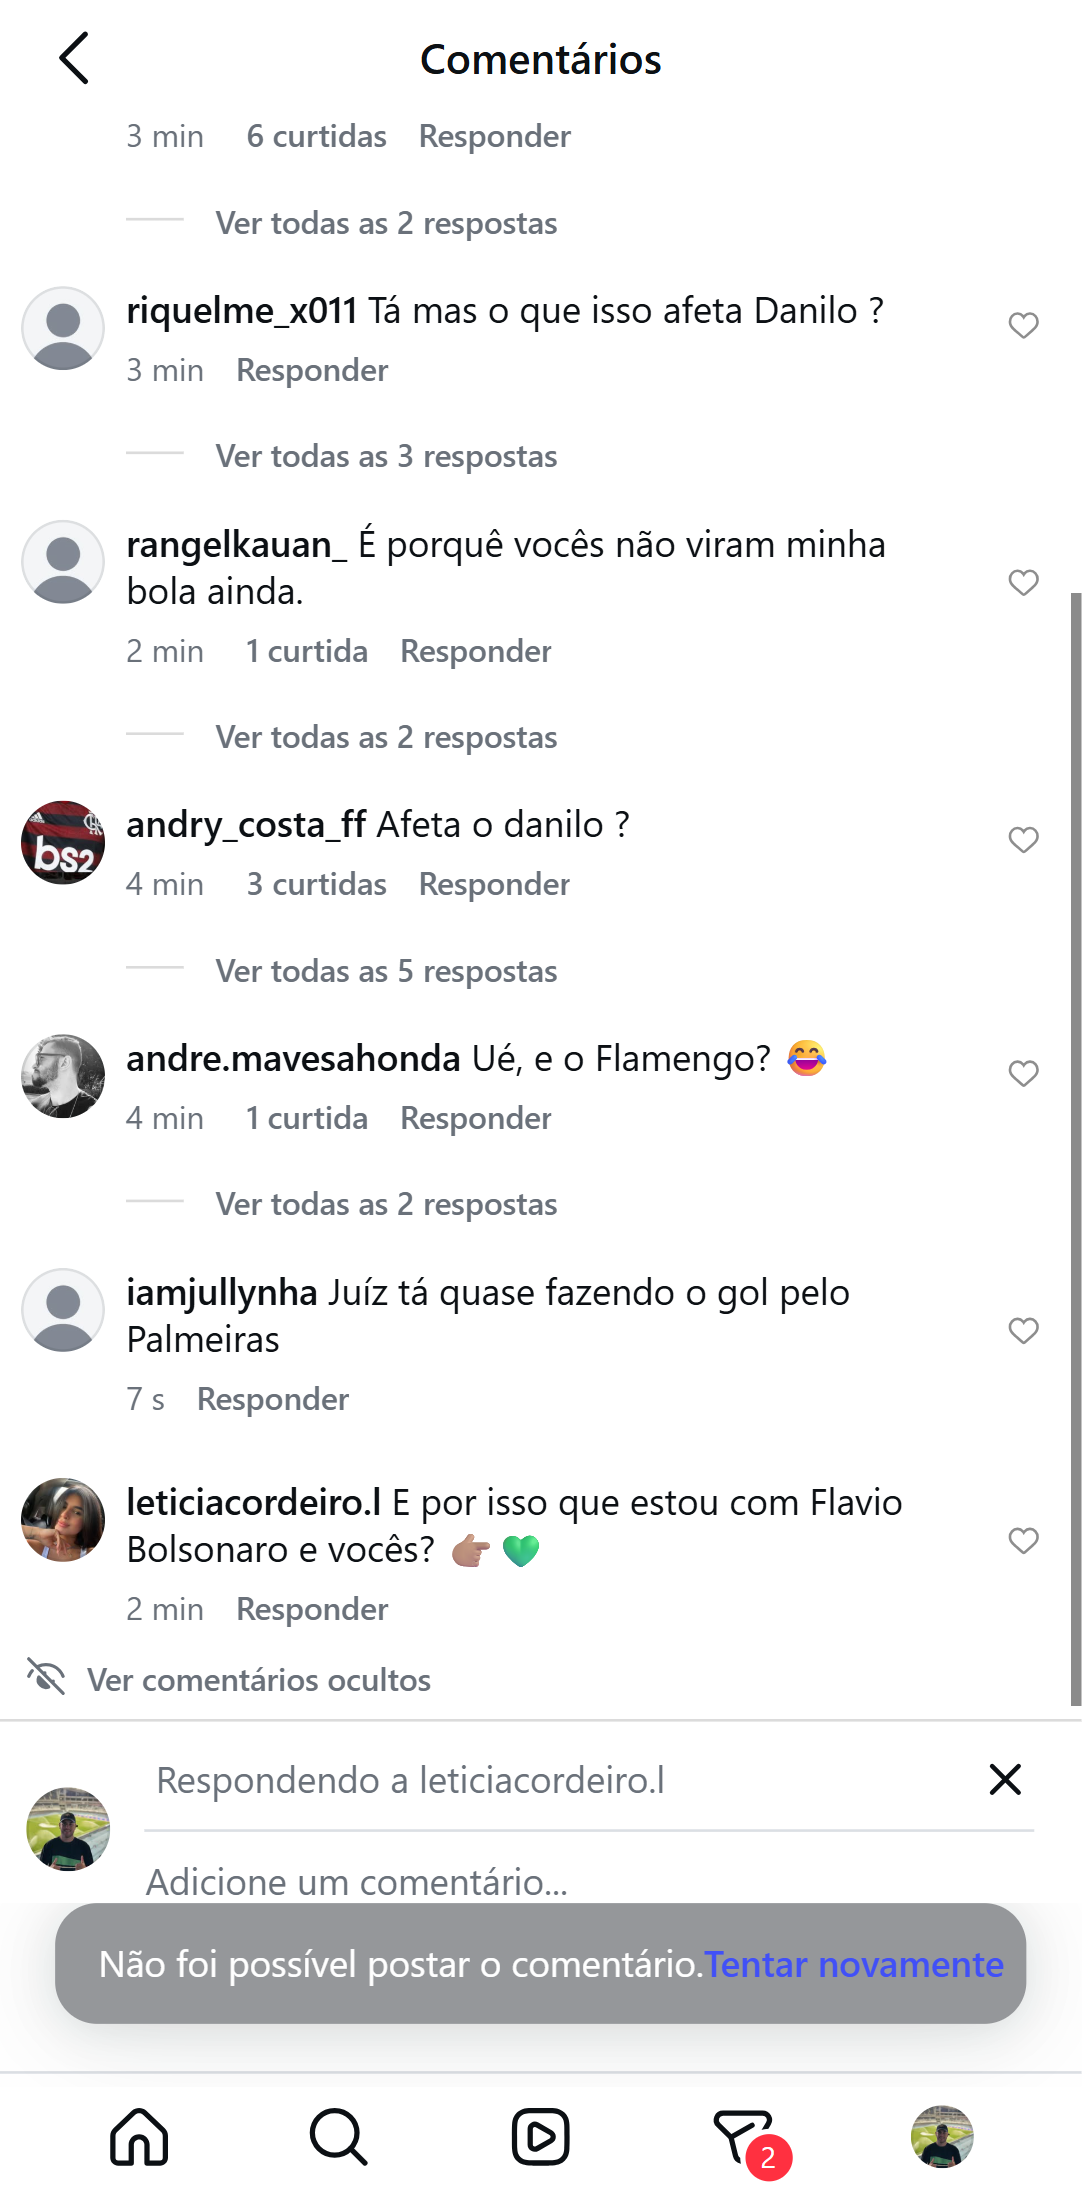 Comentários
3 min 6 curtidas Responder
Ver todas as 2 respostas
riquelme_x011 Tá mas o que isso afeta Danilo ?
3 min Responder
Ver todas as 3 respostas
rangelkauan_ É porquê vocês não viram minha
bola ainda.
2 min 1 curtida Responder
Ver todas as 2 respostas
bs2
andry_costa_ff Afeta o danilo ?
4 min 3 curtidas Responder
Ver todas as 5 respostas
andre.mavesahonda Ué, e o Flamengo? 😂
4 min 1 curtida Responder
Ver todas as 2 respostas
iamjullynha Juíz tá quase fazendo o gol pelo
Palmeiras
7 s Responder
leticiacordeiro.l E por isso que estou com Flavio
Bolsonaro e vocês? 👉🏽 💚
2 min Responder
Ver comentários ocultos
Respondendo a leticiacordeiro.l
Adicione um comentário...
Não foi possível postar o comentário.Tentar novamente
2